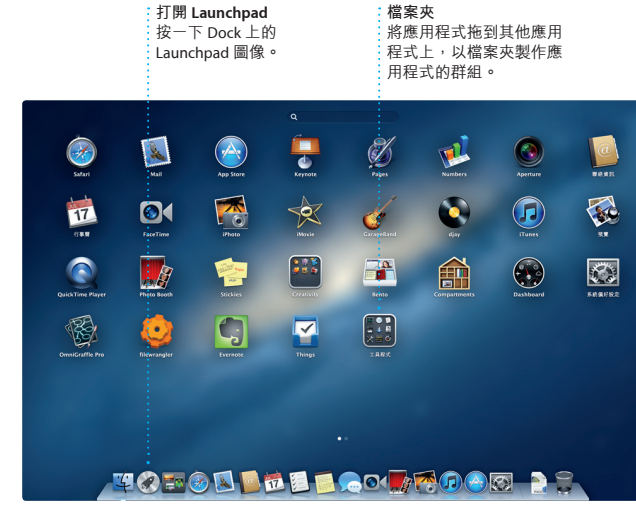 打開 Launchpad
按一下 Dock 上的
Launchpad 圖像。
檔案夾
將應用程式拖到其他應用
程式上，以檔案夾製作應
用程式的群組。
Safari
Mail
App Store
Keynote
Pages
Numbers
Aperture
聯絡資訊
行事曆
FaceTime
iPhoto
iMovie
GarageBand
djay
iTunes
預覽
QuickTime Player
Photo Booth
Stickies
Creativity
Bento
Compartments
Dashboard
系統偏好設定
OmniGraffle Pro
filewrangler
Evernote
Things
工具程式